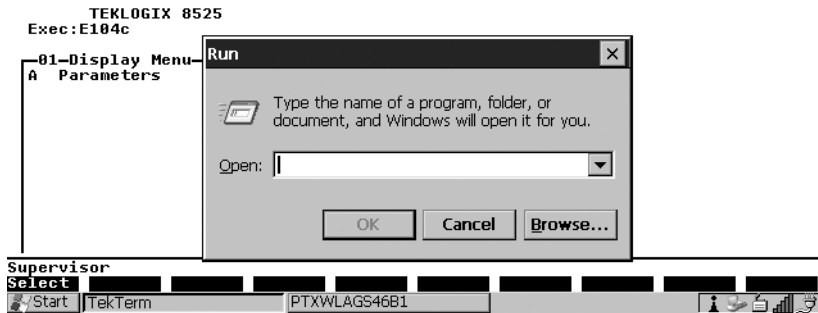 TEKLOGIX 8525
Exec:E104c
01-Display Menu
A Parameters
Run
Type the name of a program, folder, or
document, and Windows will open it for you.
Open:
OK Cancel Browse...
Supervisor
Select
Start TekTerm PTXWLAGS46B1